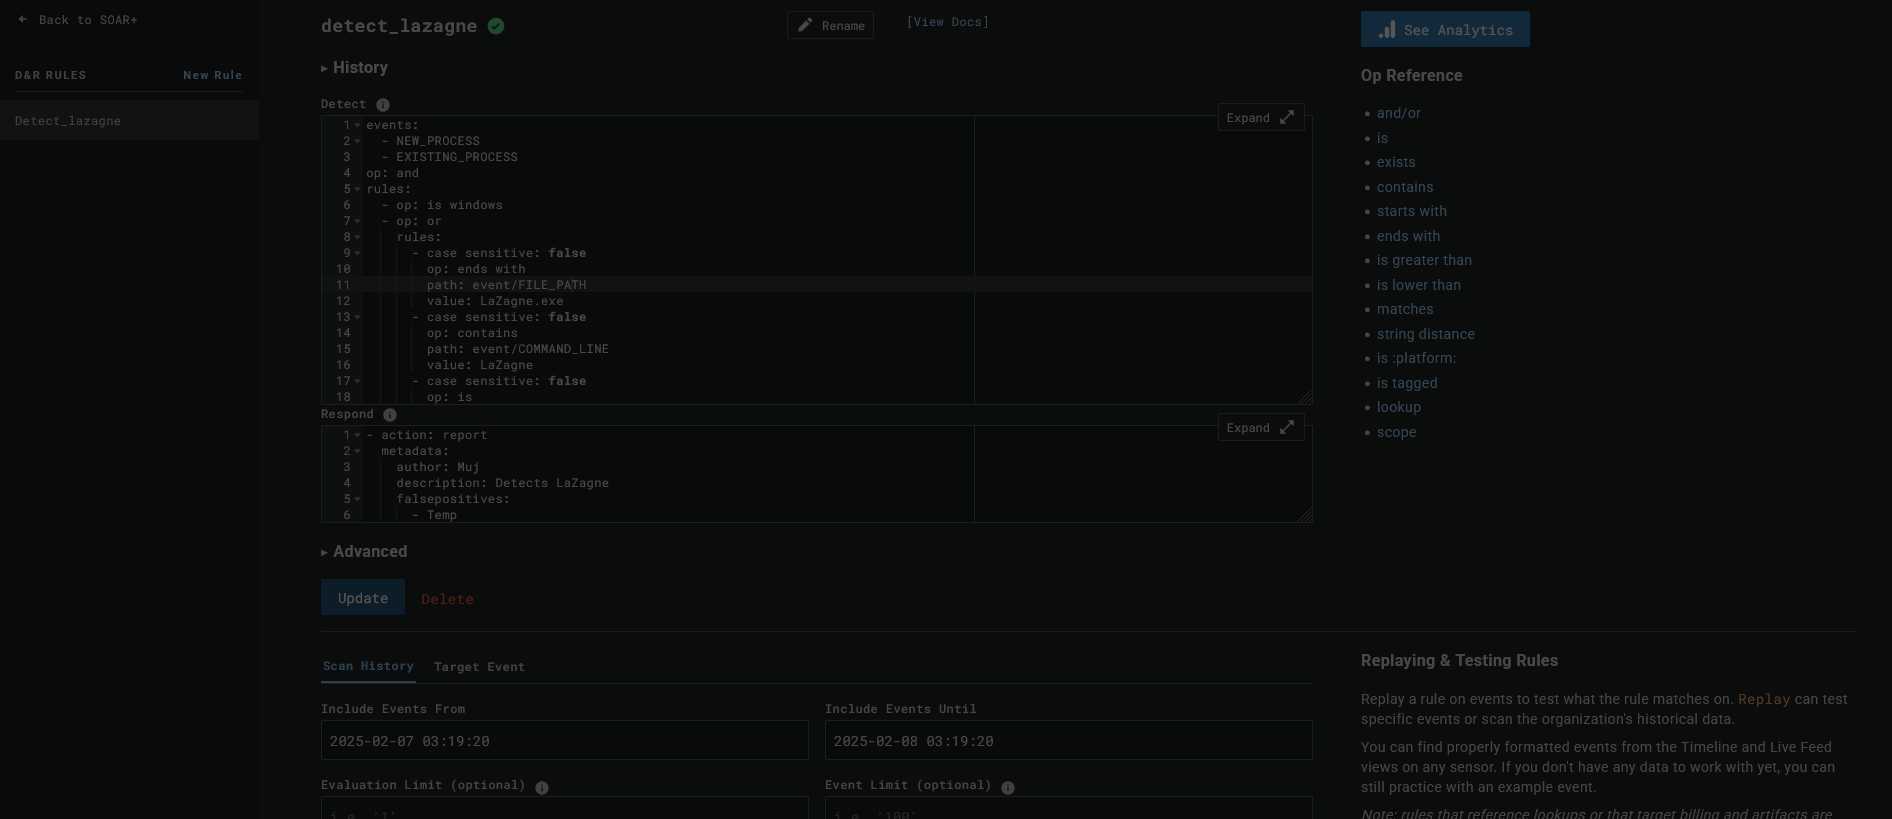 Back to SOAR+
D&R RULES
New Rule
Detect_lazagne
detect_lazagne
Rename
[View Docs]
History
Detect
Expand
1 events:
2   - NEW_PROCESS
3   - EXISTING_PROCESS
4 op: and
5 rules:
6   - op: is windows
7   - op: or
8     rules:
9       - case sensitive: false
10         op: ends with
11         path: event/FILE_PATH
12         value: LaZagne.exe
13       - case sensitive: false
14         op: contains
15         path: event/COMMAND_LINE
16         value: LaZagne
17       - case sensitive: false
18         op: is
Respond
Expand
1 - action: report
2   metadata:
3     author: Muj
4     description: Detects LaZagne
5     falsepositives:
6       - Temp
Advanced
Update
Delete
Scan History
Target Event
Include Events From
Include Events Until
2025-02-07 03:19:20
2025-02-08 03:19:20
Evaluation Limit (optional)
Event Limit (optional)
i.e. '1'
i.e. '100'
See Analytics
Op Reference
and/or
is
exists
contains
starts with
ends with
is greater than
is lower than
matches
string distance
is :platform:
is tagged
lookup
scope
Replaying & Testing Rules
Replay a rule on events to test what the rule matches on. Replay can test
specific events or scan the organization's historical data.
You can find properly formatted events from the Timeline and Live Feed
views on any sensor. If you don't have any data to work with yet, you can
still practice with an example event.
Note: rules that reference lookups or that target billing and artifacts are